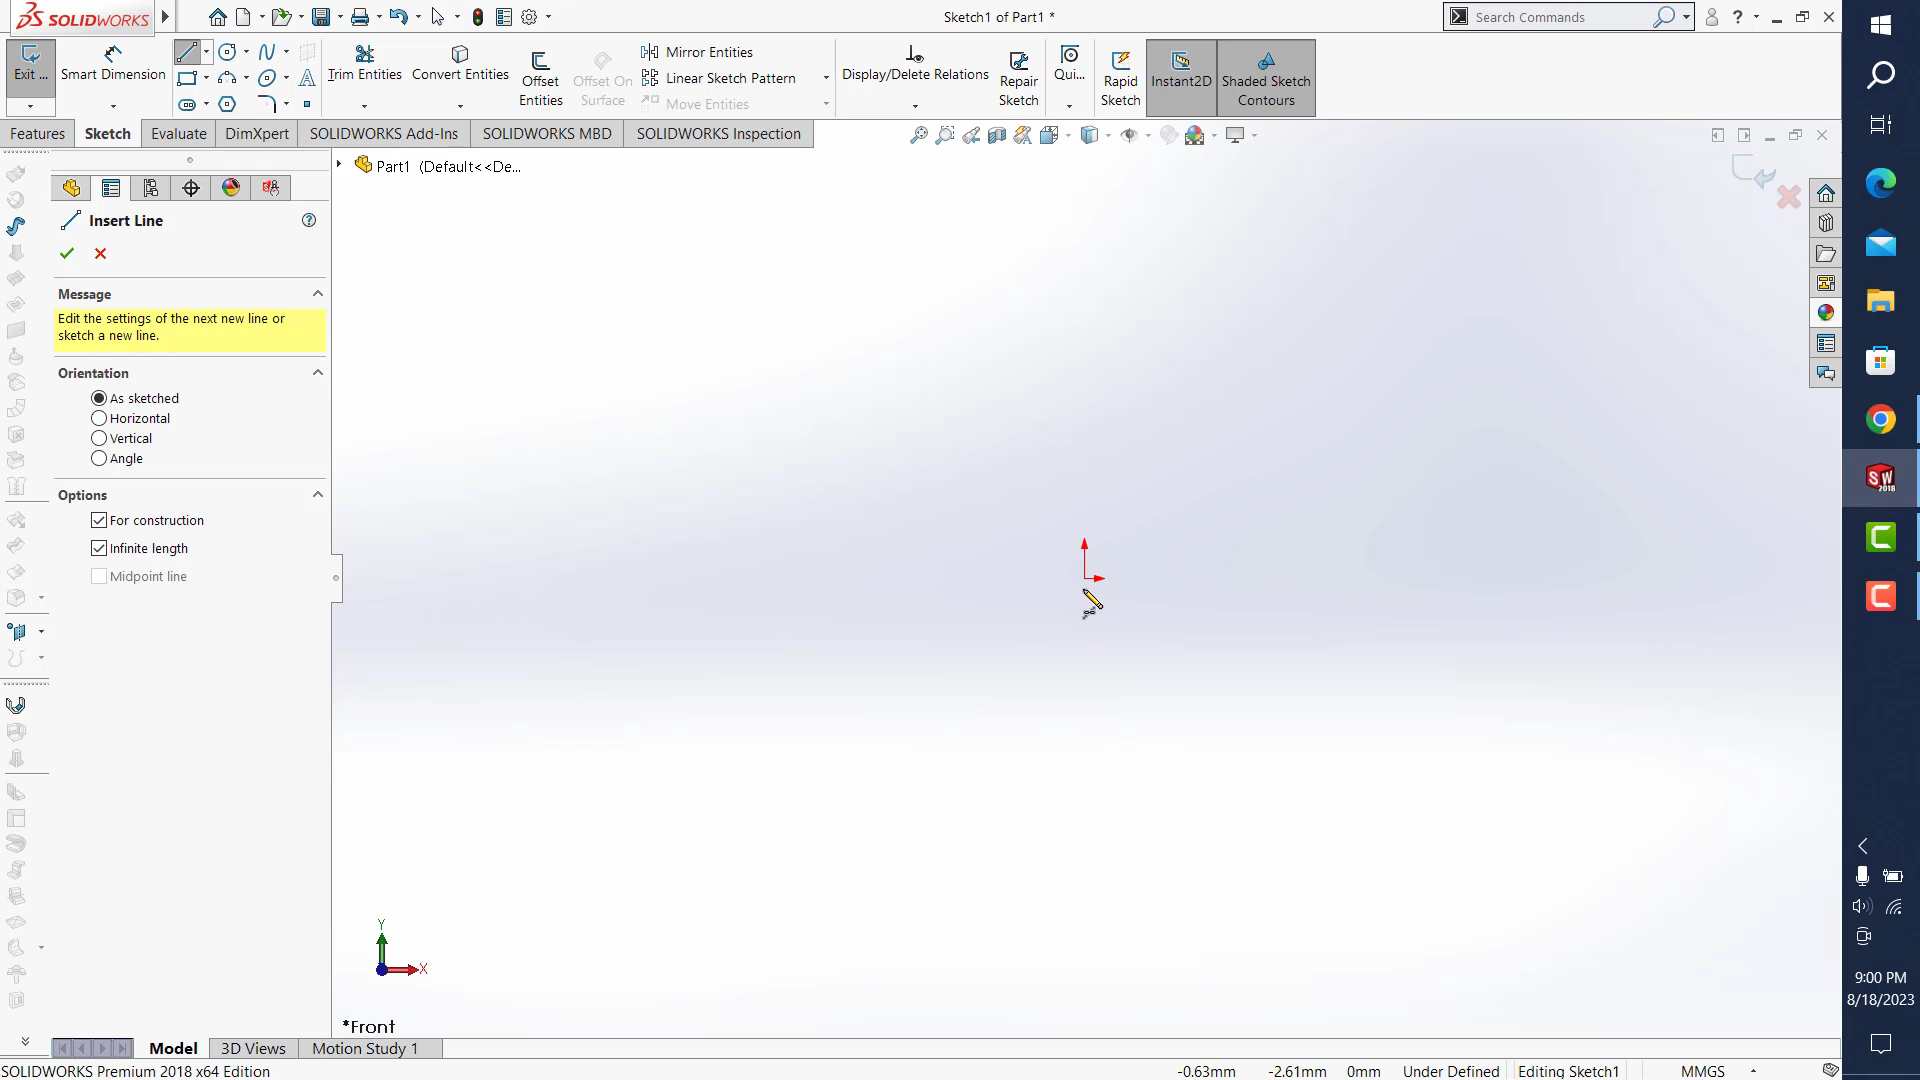 SOLIDWORKS
Sketch1 of Part1 *
Search Commands
Exit ...
Smart Dimension
Trim Entities
Convert Entities
Offset
Entities
Offset On
Surface
Mirror Entities
Linear Sketch Pattern
Move Entities
Display/Delete Relations
Repair
Sketch
Qui...
Rapid
Sketch
Instant2D
Shaded Sketch
Contours
Features
Sketch
Evaluate
DimXpert
SOLIDWORKS Add-Ins
SOLIDWORKS MBD
SOLIDWORKS Inspection
Part1 (Default<<De...
Insert Line
Message
Edit the settings of the next new line or
sketch a new line.
Orientation
As sketched
Horizontal
Vertical
Angle
Options
For construction
Infinite length
Midpoint line
Y
X
*Front
Model
3D Views
Motion Study 1
SOLIDWORKS Premium 2018 x64 Edition
-0.63mm
-2.61mm
0mm
Under Defined
Editing Sketch1
MMGS
SW
2018
9:00 PM
8/18/2023